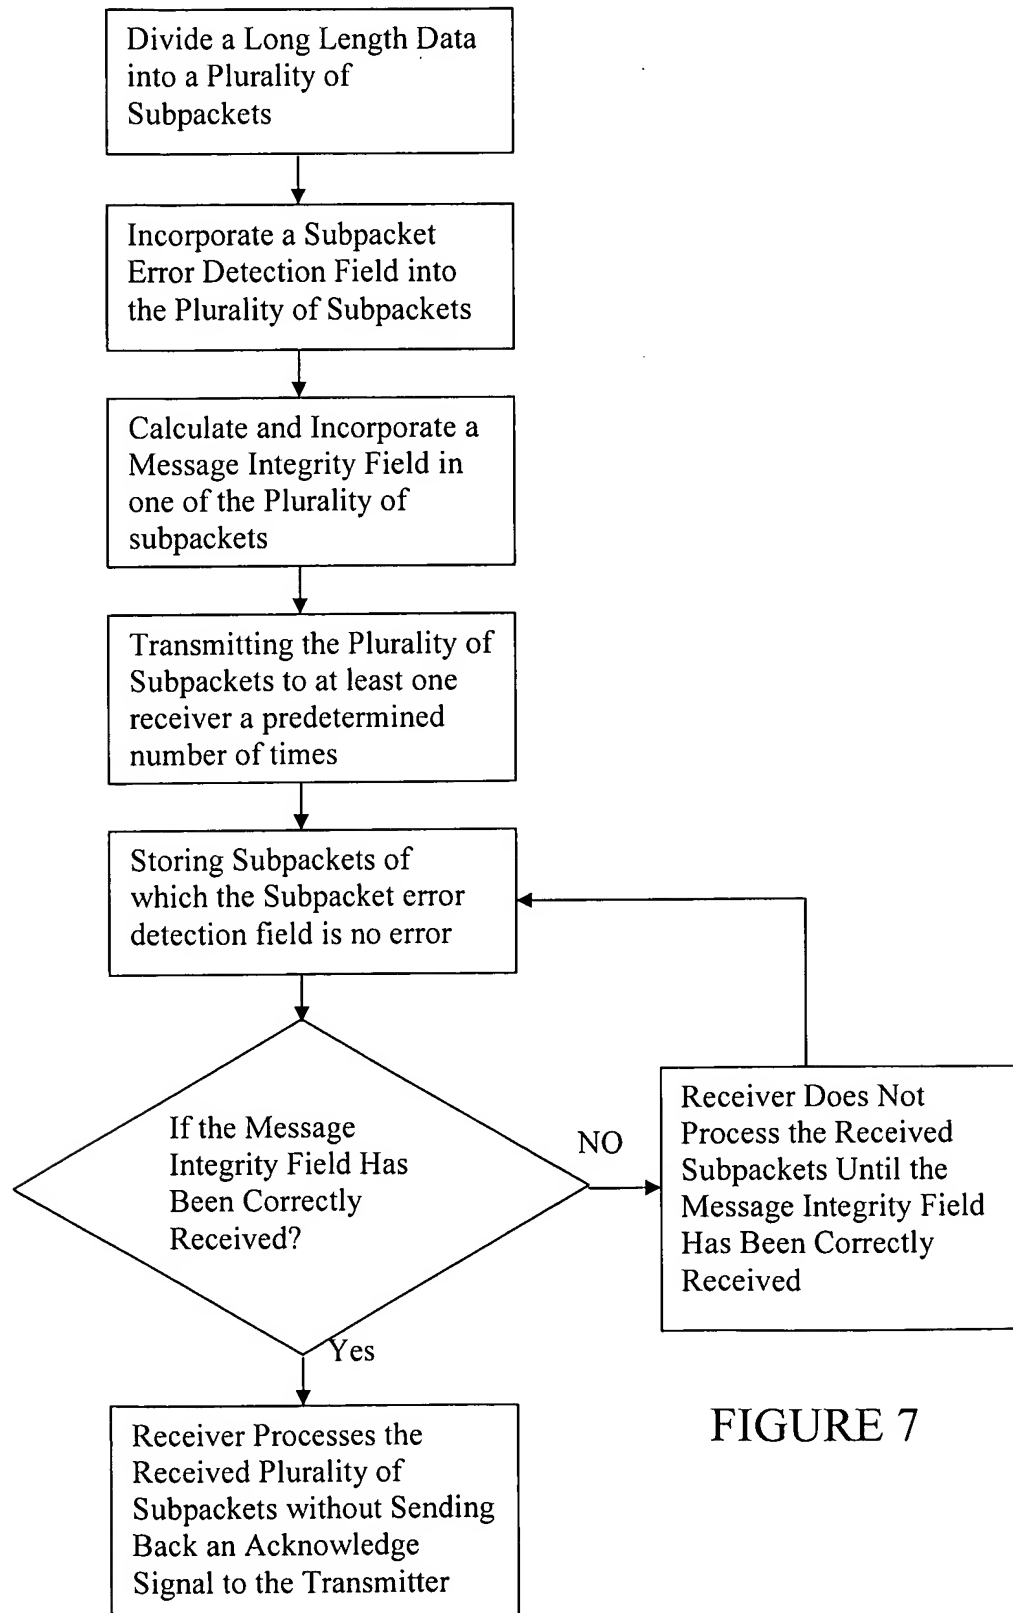 Divide a Long Length Data
into a Plurality of
Subpackets
Incorporate a Subpacket
Error Detection Field into
the Plurality of Subpackets
Calculate and Incorporate a
Message Integrity Field in
one of the Plurality of
subpackets
Transmitting the Plurality of
Subpackets to at least one
receiver a predetermined
number of times
Storing Subpackets of
which the Subpacket error
detection field is no error
If the Message
Integrity Field Has
Been Correctly
Received?
NO
Receiver Does Not
Process the Received
Subpackets Until the
Message Integrity Field
Has Been Correctly
Received
Yes
Receiver Processes the
Received Plurality of
Subpackets without Sending
Back an Acknowledge
Signal to the Transmitter
FIGURE 7